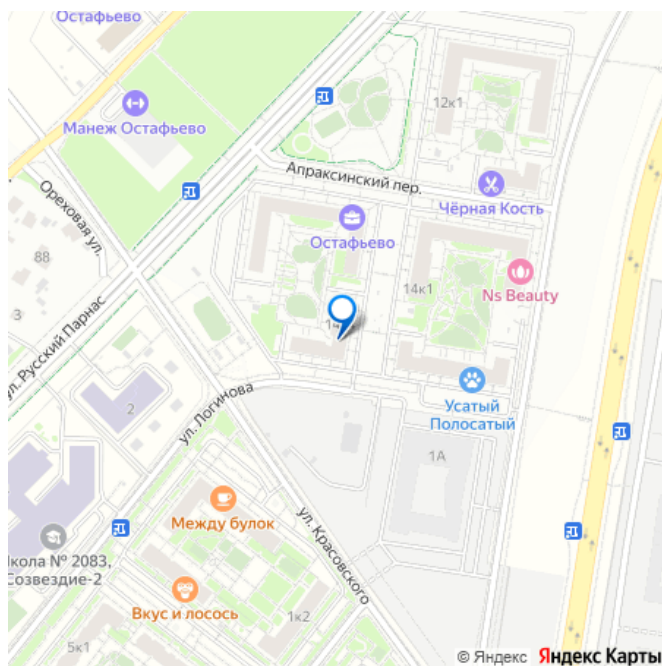 Остафьево
Манеж Остафьево
12к1
Апраксинский пер.
Чёрная Кость
Ореховая ул.
Остафьево
88
14к1
Ns Beauty
3
ул. Русский Парнас
2
ул. Логинова
Усатый
Полосатый
1А
Между булок
ул. Красовского
Школа № 2083,
Созвездие-2
Вкус и лосось
1к2
5к1
© Яндекс Яндекс Карты